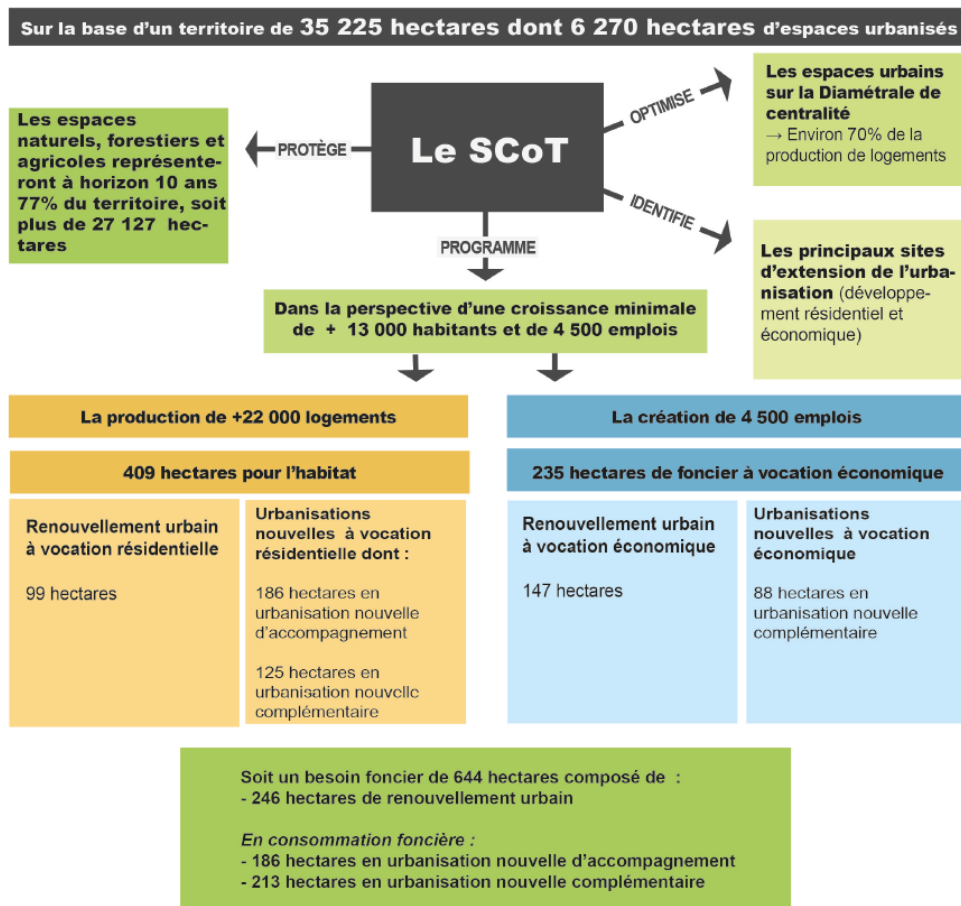 Sur la base d'un territoire de 35 225 hectares dont 6 270 hectares d'espaces urbanisés
Les espaces
naturels, forestiers et
agricoles représente-
ront à horizon 10 ans
77% du territoire, soit
plus de 27 127 hec-
tares
PROTÈGE
Le SCoT
OPTIMISE
Les espaces urbains
sur la Diamétrale de
centralité
→ Environ 70% de la
production de logements
IDENTIFIE
Les principaux sites
d'extension de l'urba-
nisation (développe-
ment résidentiel et
économique)
PROGRAMME
Dans la perspective d'une croissance minimale
de + 13 000 habitants et de 4 500 emplois
La production de +22 000 logements
409 hectares pour l'habitat
Renouvellement urbain
à vocation résidentielle
99 hectares
Urbanisations
nouvelles à vocation
résidentielle dont :
186 hectares en
urbanisation nouvelle
d'accompagnement
125 hectares en
urbanisation nouvelle
complémentaire
La création de 4 500 emplois
235 hectares de foncier à vocation économique
Renouvellement urbain
à vocation économique
147 hectares
Urbanisations
nouvelles à vocation
économique
88 hectares en
urbanisation nouvelle
complémentaire
Soit un besoin foncier de 644 hectares composé de :
- 246 hectares de renouvellement urbain
En consommation foncière :
- 186 hectares en urbanisation nouvelle d'accompagnement
- 213 hectares en urbanisation nouvelle complémentaire